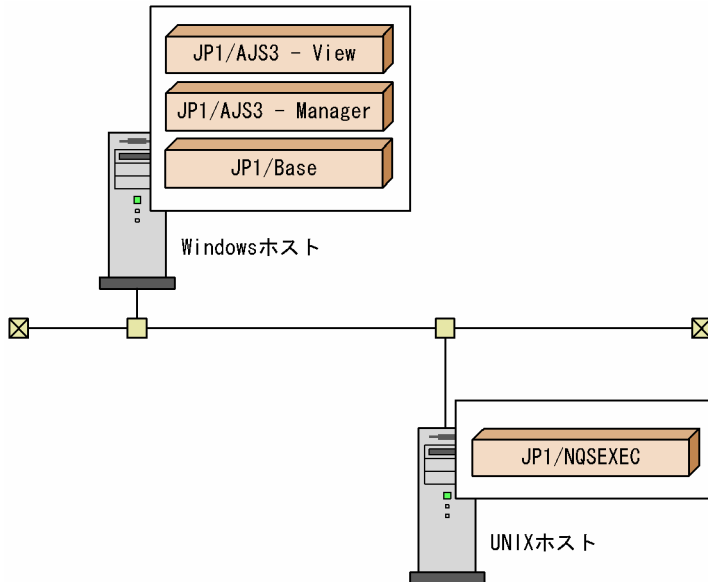 JP1/AJS3 - View
JP1/AJS3 - Manager
JP1/Base
Windowsホスト
JP1/NQSEXEC
UNIXホスト